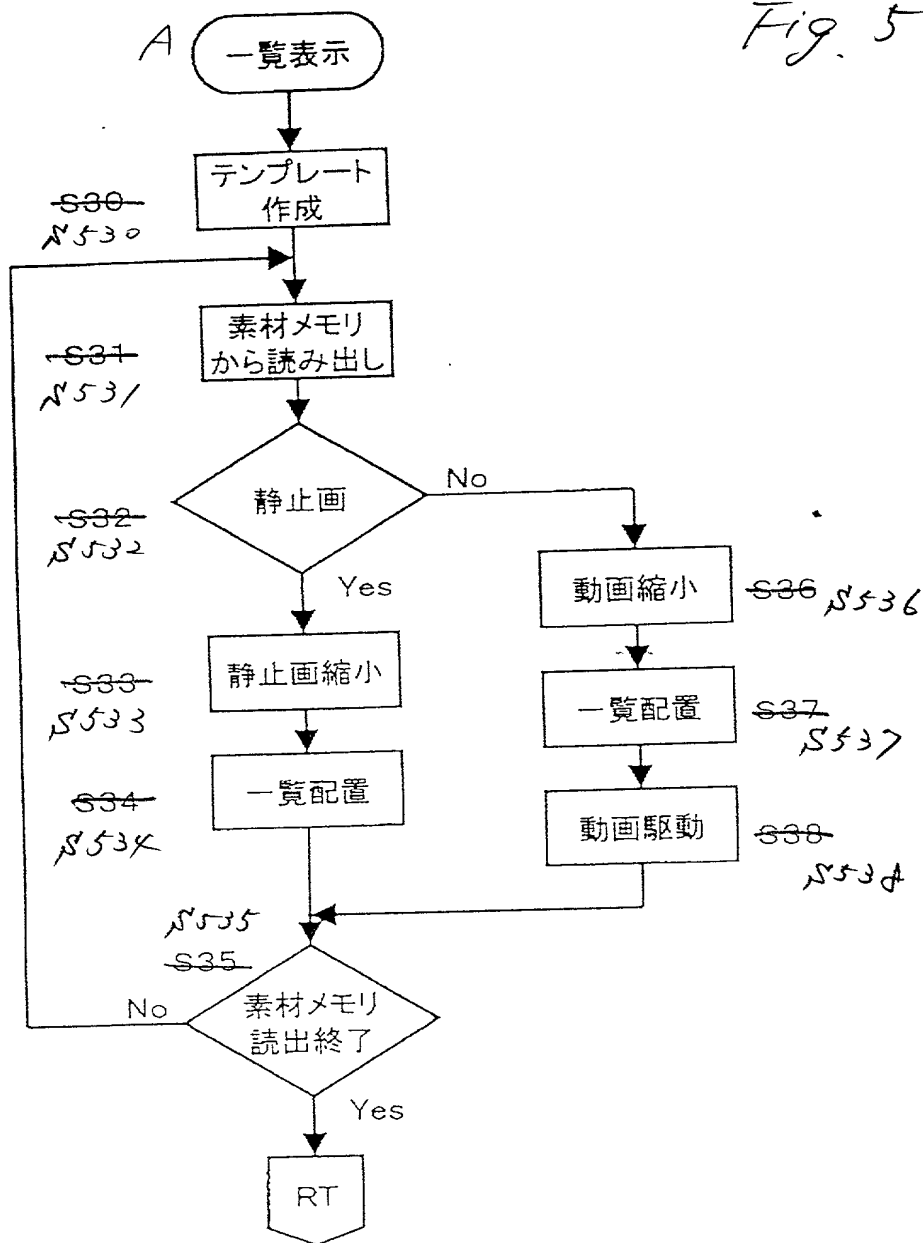 Fig. 5
A
一覧表示
テンプレート
作成
S30
S530
素材メモリ
から読み出し
S31
S531
静止画
No
S32
S532
Yes
動画縮小
S36
S536
静止画縮小
S33
S533
一覧配置
S37
S537
一覧配置
S34
S534
動画駆動
S38
S538
S535
S35
No
素材メモリ
読出終了
Yes
RT